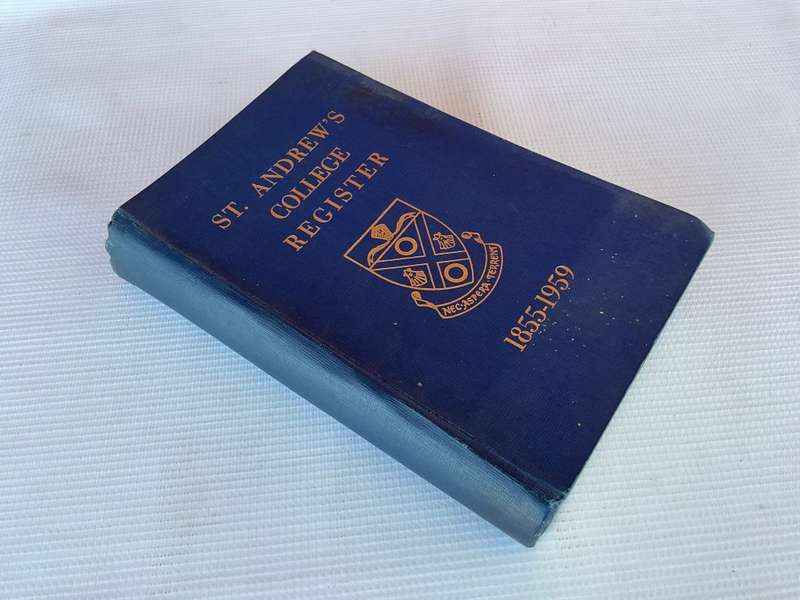 ST. ANDREW'S
COLLEGE
REGISTER
NEC·ASPERA TERRENT
1855-1959